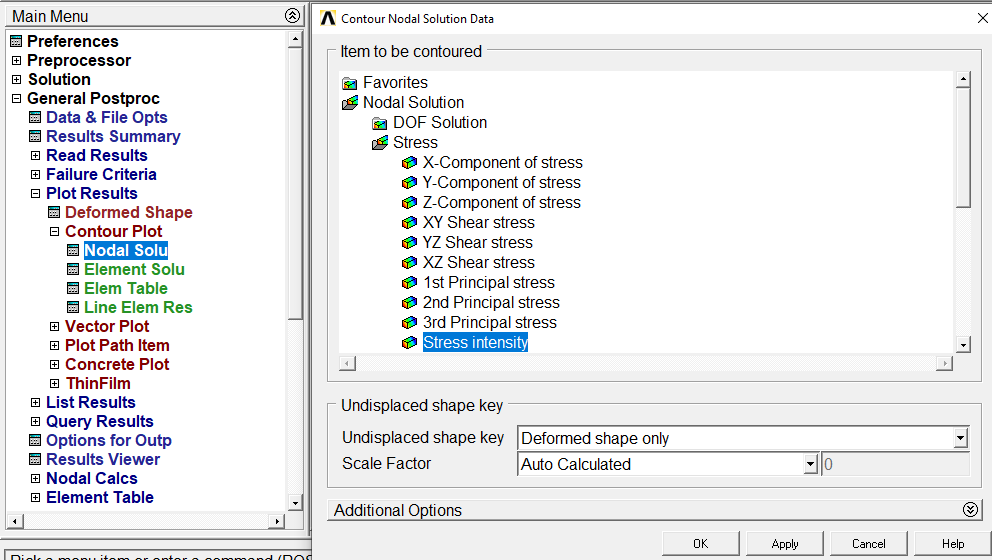 Main Menu
Preferences
Preprocessor
Solution
General Postproc
Data & File Opts
Results Summary
Read Results
Failure Criteria
Plot Results
Deformed Shape
Contour Plot
Nodal Solu
Element Solu
Elem Table
Line Elem Res
Vector Plot
Plot Path Item
Concrete Plot
ThinFilm
List Results
Query Results
Options for Outp
Results Viewer
Nodal Calcs
Element Table
Pick a menu item or enter a command (POS
Contour Nodal Solution Data
Item to be contoured
Favorites
Nodal Solution
DOF Solution
Stress
X-Component of stress
Y-Component of stress
Z-Component of stress
XY Shear stress
YZ Shear stress
XZ Shear stress
1st Principal stress
2nd Principal stress
3rd Principal stress
Stress intensity
Undisplaced shape key
Undisplaced shape key Deformed shape only
Scale Factor Auto Calculated 0
Additional Options
OK Apply Cancel Help